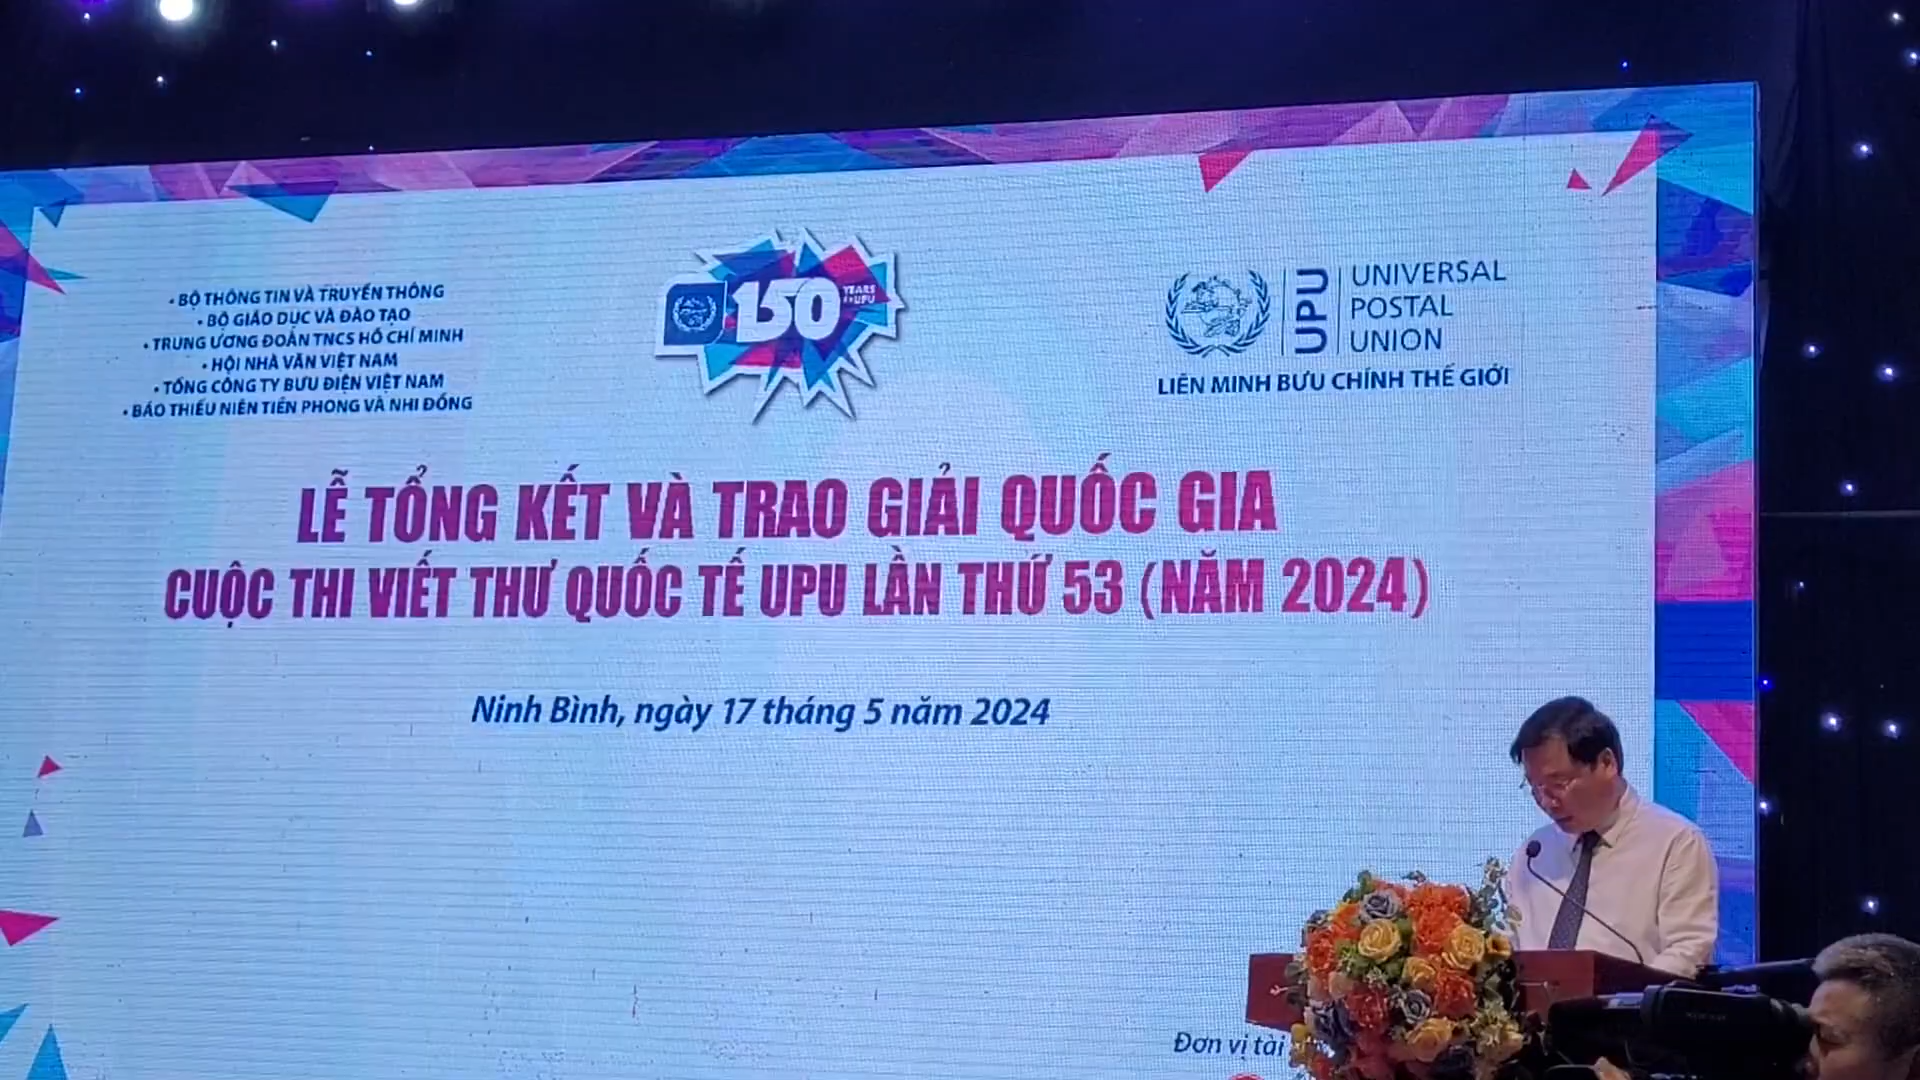 • BỘ THÔNG TIN VÀ TRUYỀN THÔNG
• BỘ GIÁO DỤC VÀ ĐÀO TẠO
• TRUNG ƯƠNG ĐOÀN TNCS HỒ CHÍ MINH
• HỘI NHÀ VĂN VIỆT NAM
• TỔNG CÔNG TY BƯU ĐIỆN VIỆT NAM
• BÁO THIẾU NIÊN TIỀN PHONG VÀ NHI ĐỒNG
150
YEARS
UPU
UPU
UNIVERSAL
POSTAL
UNION
LIÊN MINH BƯU CHÍNH THẾ GIỚI
LỄ TỔNG KẾT VÀ TRAO GIẢI QUỐC GIA
CUỘC THI VIẾT THƯ QUỐC TẾ UPU LẦN THỨ 53 (NĂM 2024)
Ninh Bình, ngày 17 tháng 5 năm 2024
Đơn vị tài